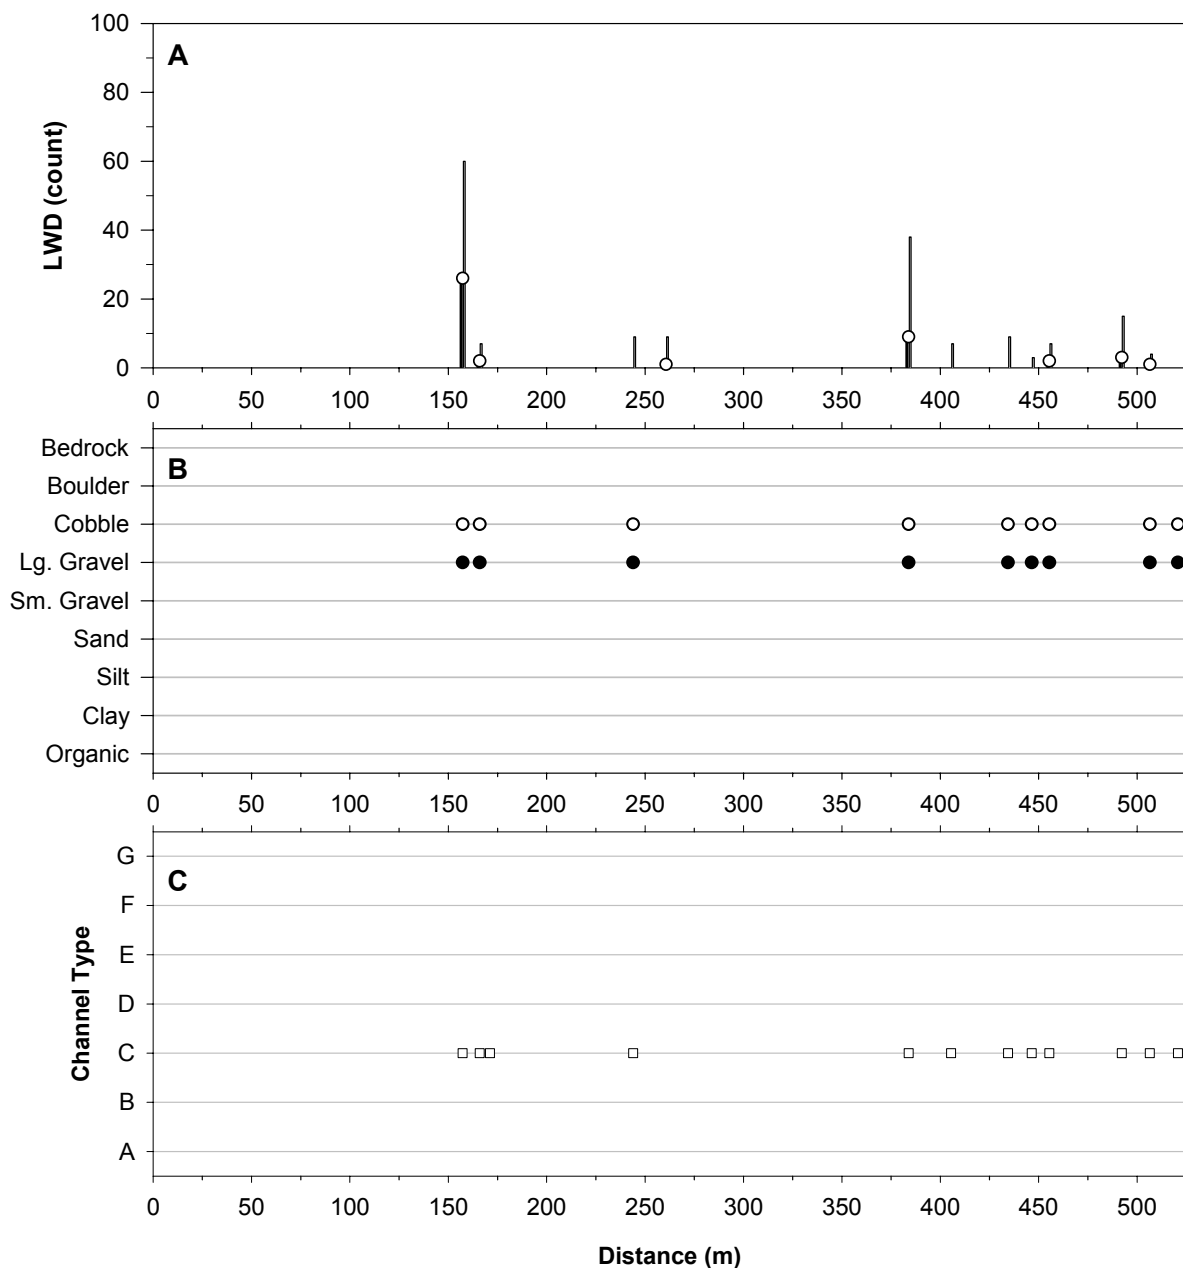 100
A
80
60
40
20
0
LWD (count)
0 50 100 150 200 250 300 350 400 450 500
B
Bedrock
Boulder
Cobble
Lg. Gravel
Sm. Gravel
Sand
Silt
Clay
Organic
0 50 100 150 200 250 300 350 400 450 500
C
G
F
E
D
C
B
A
Channel Type
0 50 100 150 200 250 300 350 400 450 500
Distance (m)